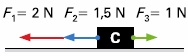 F₁= 2 N F₂= 1,5 N F₃= 1 N
C